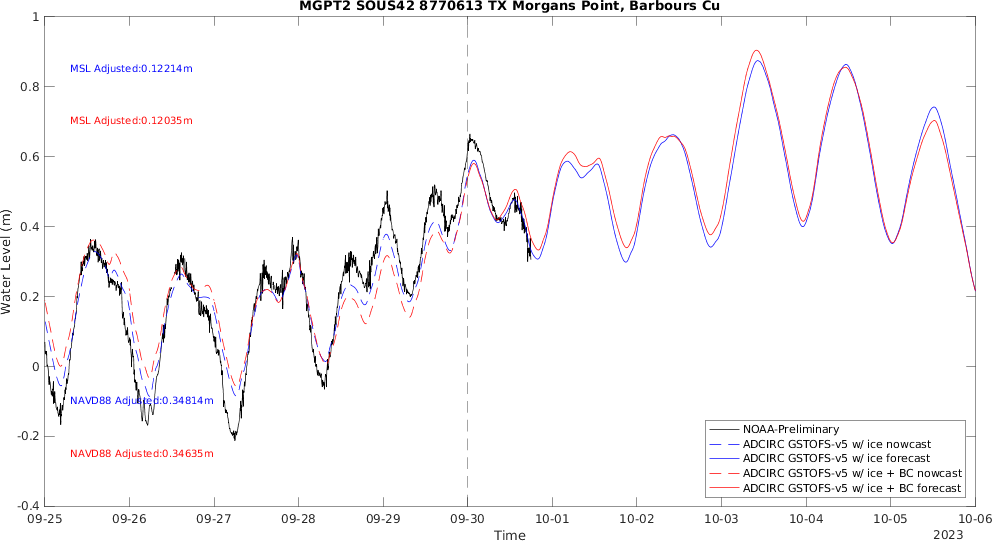 MGPT2 SOUS42 8770613 TX Morgans Point, Barbours Cu
Water Level (m)
1
0.8
0.6
0.4
0.2
0
-0.2
-0.4
MSL Adjusted:0.12214m
MSL Adjusted:0.12035m
NAVD88 Adjusted:0.34814m
NAVD88 Adjusted:0.34635m
NOAA-Preliminary
ADCIRC GSTOFS-v5 w/ ice nowcast
ADCIRC GSTOFS-v5 w/ ice forecast
ADCIRC GSTOFS-v5 w/ ice + BC nowcast
ADCIRC GSTOFS-v5 w/ ice + BC forecast
09-25 09-26 09-27 09-28 09-29 09-30 10-01 10-02 10-03 10-04 10-05 10-06
Time
2023